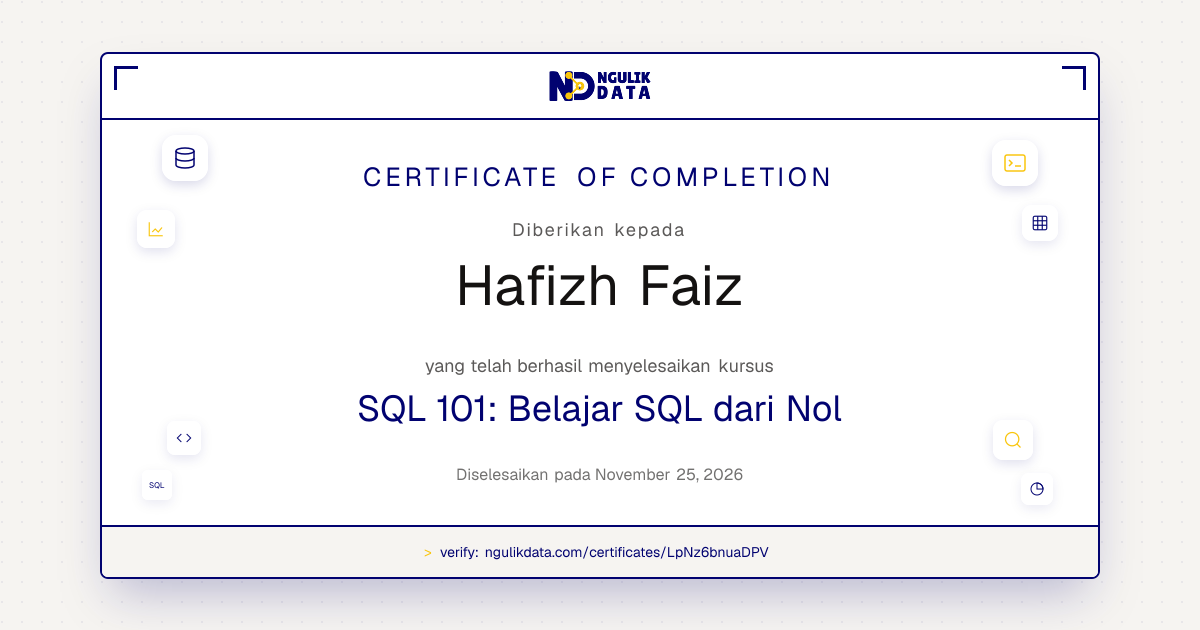 NGULIK
DATA
CERTIFICATE OF COMPLETION
Diberikan kepada
Hafizh Faiz
yang telah berhasil menyelesaikan kursus
SQL 101: Belajar SQL dari Nol
SQL
Diselesaikan pada November 25, 2026
> verify: ngulikdata.com/certificates/LpNz6bnuaDPV